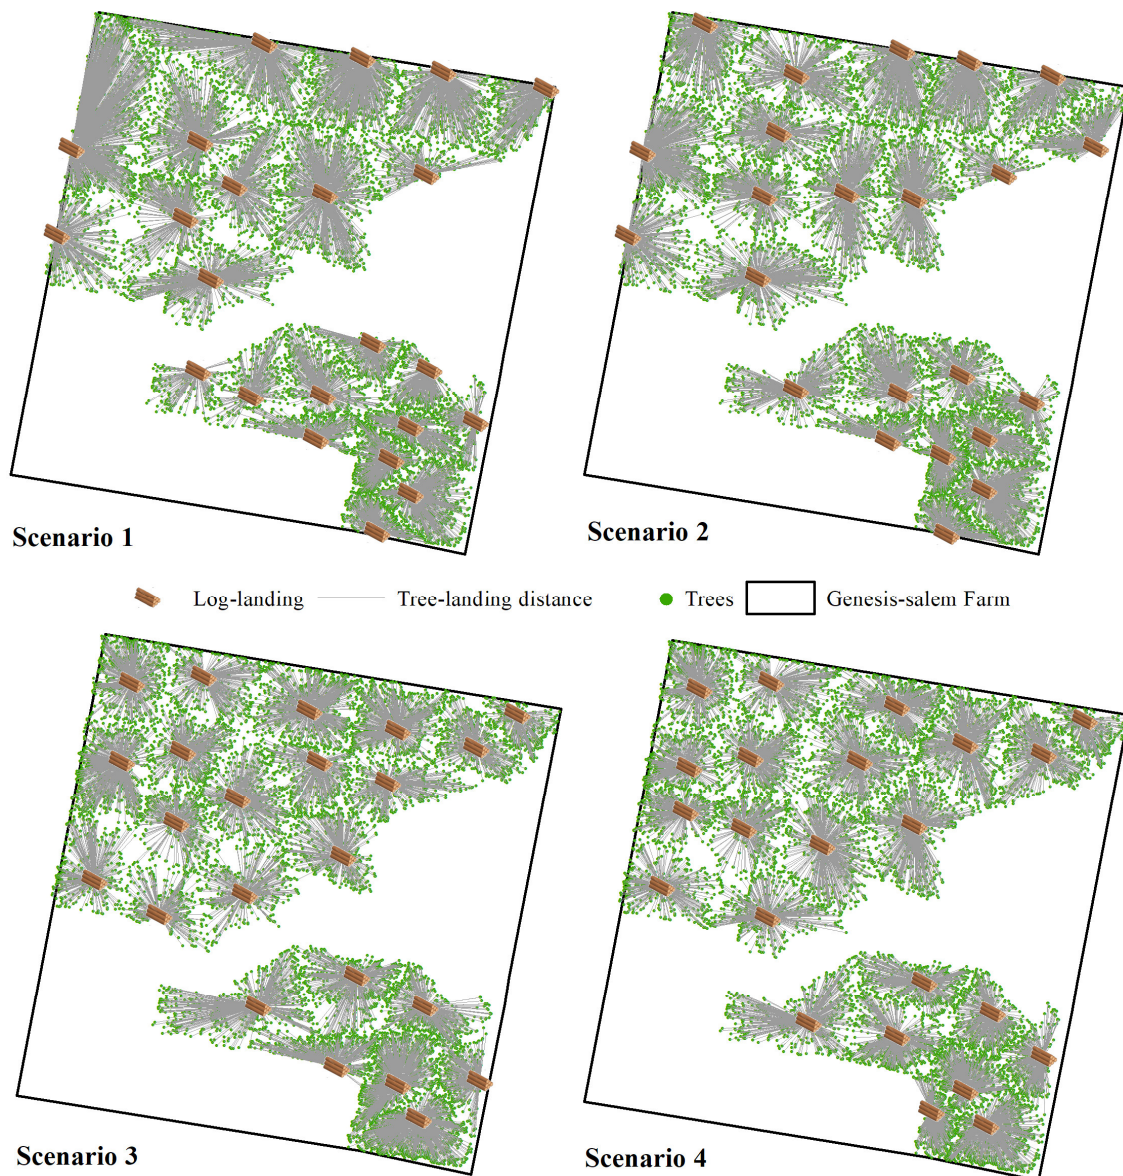 Scenario 1
Scenario 2
Log-landing Tree-landing distance Trees Genesis-salem Farm
Scenario 3
Scenario 4